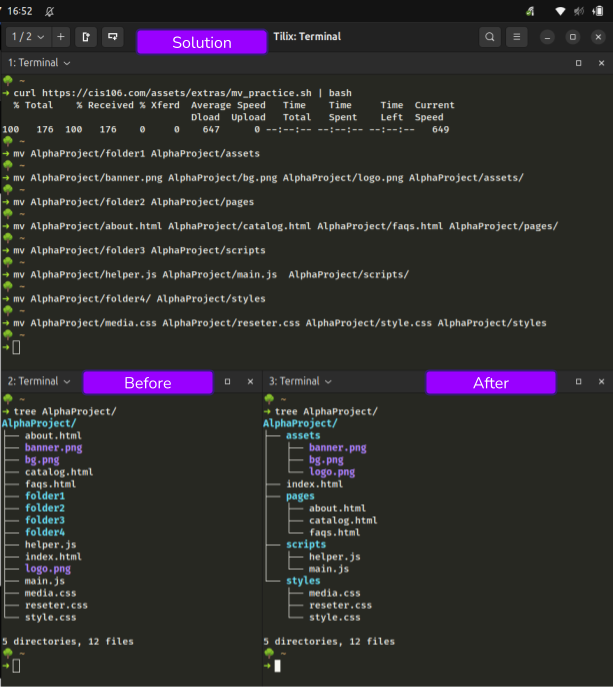 16:52
1 / 2
Solution
Tilix: Terminal
1: Terminal
~
➜ curl https://cis106.com/assets/extras/mv_practice.sh | bash
% Total % Received % Xferd Average Speed Time Time Time Current
Dload Upload Total Spent Left Speed
100 176 100 176 0 0 647 0 --:--:-- --:--:-- --:--:-- 649
~
➜ mv AlphaProject/folder1 AlphaProject/assets
~
➜ mv AlphaProject/banner.png AlphaProject/bg.png AlphaProject/logo.png AlphaProject/assets/
~
➜ mv AlphaProject/folder2 AlphaProject/pages
~
➜ mv AlphaProject/about.html AlphaProject/catalog.html AlphaProject/faqs.html AlphaProject/pages/
~
➜ mv AlphaProject/folder3 AlphaProject/scripts
~
➜ mv AlphaProject/helper.js AlphaProject/main.js AlphaProject/scripts/
~
➜ mv AlphaProject/folder4/ AlphaProject/styles
~
➜ mv AlphaProject/media.css AlphaProject/reseter.css AlphaProject/style.css AlphaProject/styles
~
➜
2: Terminal
Before
~
➜ tree AlphaProject/
AlphaProject/
├── about.html
├── banner.png
├── bg.png
├── catalog.html
├── faqs.html
├── folder1
├── folder2
├── folder3
├── folder4
├── helper.js
├── index.html
├── logo.png
├── main.js
├── media.css
├── reseter.css
└── style.css
5 directories, 12 files
~
➜
3: Terminal
After
~
➜ tree AlphaProject/
AlphaProject/
├── assets
│   ├── banner.png
│   ├── bg.png
│   └── logo.png
├── index.html
├── pages
│   ├── about.html
│   ├── catalog.html
│   └── faqs.html
├── scripts
│   ├── helper.js
│   └── main.js
└── styles
    ├── media.css
    ├── reseter.css
    └── style.css
5 directories, 12 files
~
➜